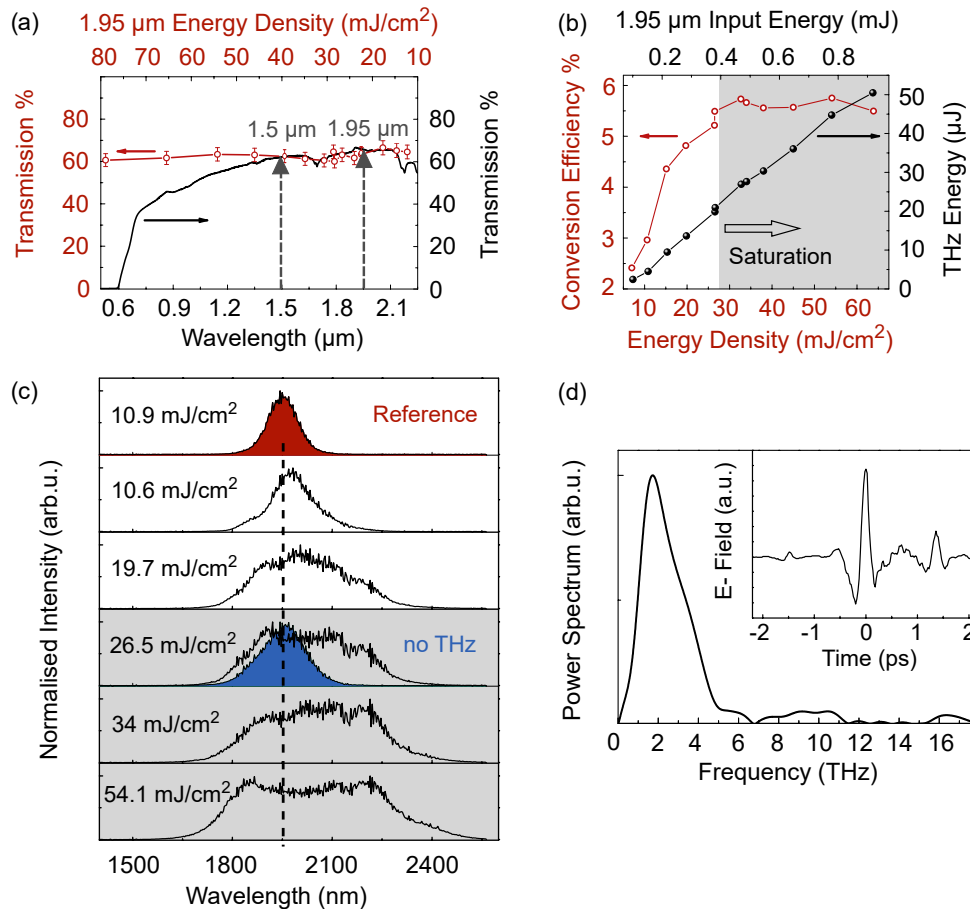 (a)
1.95 µm Energy Density (mJ/cm²)
80 70 60 50 40 30 20 10
Transmission %
80
60
40
20
0
1.5 µm
1.95 µm
80
60
40
20
0
Transmission %
0.6 0.9 1.2 1.5 1.8 2.1
Wavelength (µm)
(b)
1.95 µm Input Energy (mJ)
0.2 0.4 0.6 0.8
Conversion Efficiency %
6
5
4
3
2
Saturation
50
40
30
20
10
0
THz Energy (µJ)
10 20 30 40 50 60
Energy Density (mJ/cm²)
(c)
Normalised Intensity (arb.u.)
10.9 mJ/cm² Reference
10.6 mJ/cm²
19.7 mJ/cm²
26.5 mJ/cm² no THz
34 mJ/cm²
54.1 mJ/cm²
1500 1800 2100 2400
Wavelength (nm)
(d)
Power Spectrum (arb.u.)
E- Field (a.u.)
-2 -1 0 1 2
Time (ps)
0 2 4 6 8 10 12 14 16
Frequency (THz)